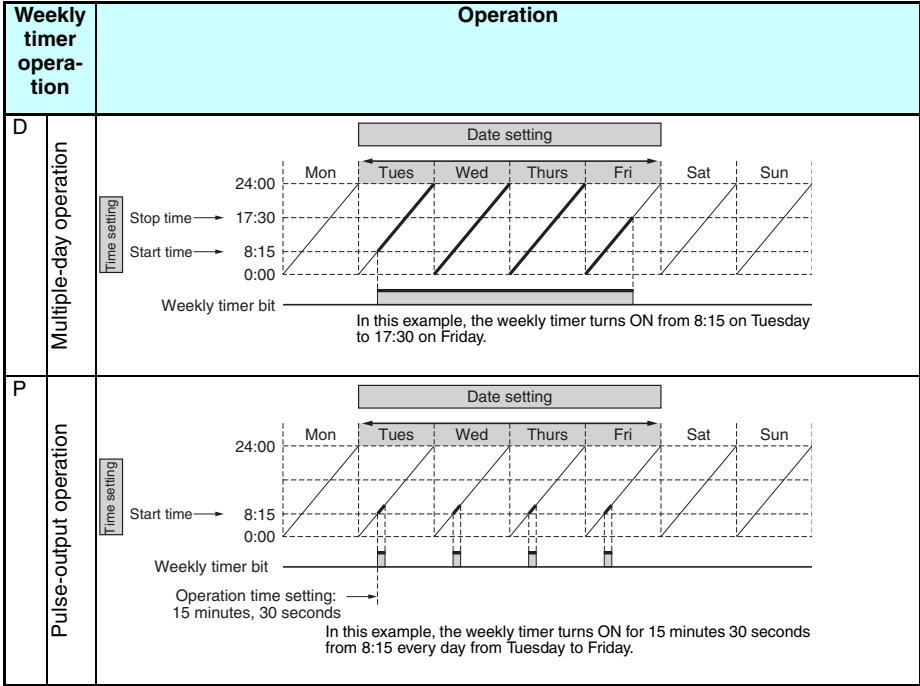 Weekly
timer
opera-
tion
Operation
D
Multiple-day operation
Date setting
Mon Tues Wed Thurs Fri Sat Sun
Time setting
24:00
Stop time 17:30
Start time 8:15
0:00
Weekly timer bit
In this example, the weekly timer turns ON from 8:15 on Tuesday
to 17:30 on Friday.
P
Pulse-output operation
Date setting
Mon Tues Wed Thurs Fri Sat Sun
Time setting
24:00
Start time 8:15
0:00
Weekly timer bit
Operation time setting:
15 minutes, 30 seconds
In this example, the weekly timer turns ON for 15 minutes 30 seconds
from 8:15 every day from Tuesday to Friday.